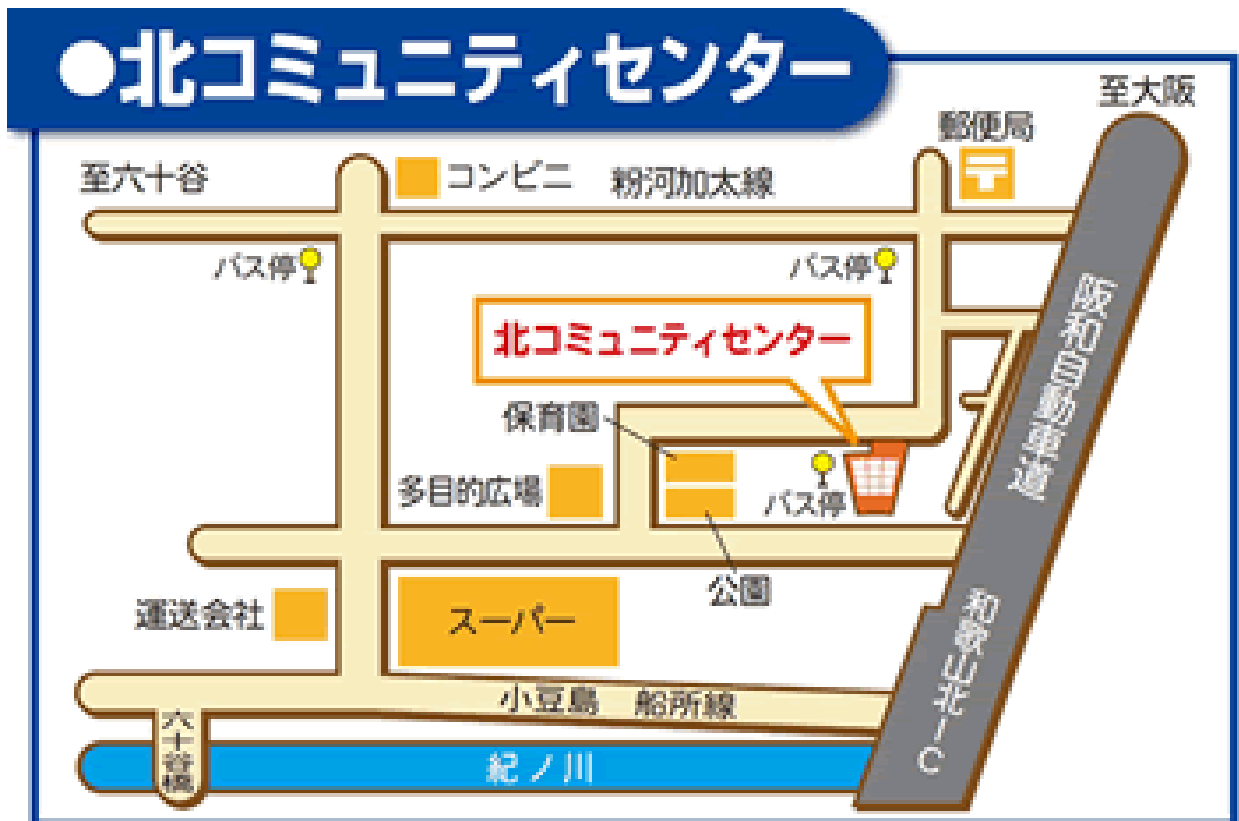 ●北コミュニティセンター
至大阪
郵便局
至六十谷
コンビニ
粉河加太線
バス停
バス停
阪和自動車道
北コミュニティセンター
保育園
多目的広場
バス停
公園
運送会社
スーパー
和歌山北IC
小豆島 船所線
六十谷橋
紀ノ川